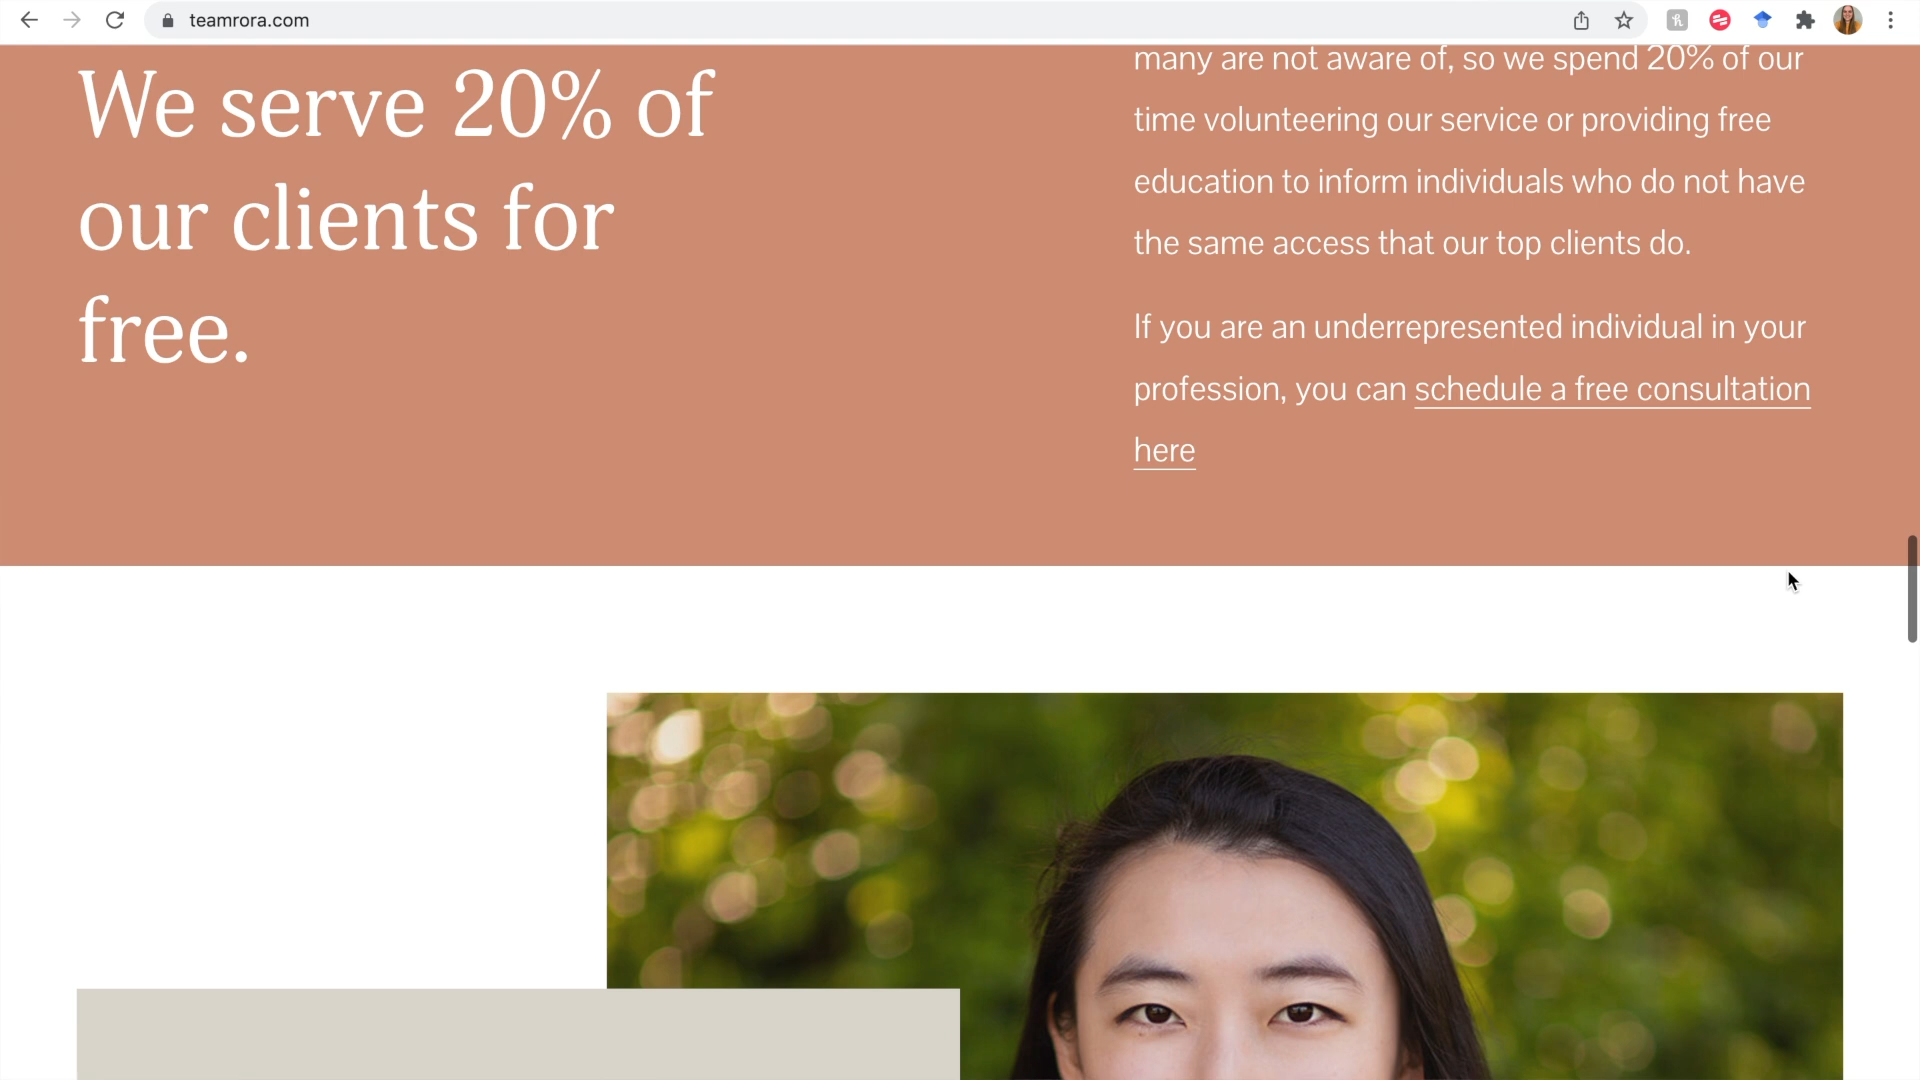 teamrora.com
We serve 20% of
our clients for
free.
many are not aware of, so we spend 20% of our
time volunteering our service or providing free
education to inform individuals who do not have
the same access that our top clients do.
If you are an underrepresented individual in your
profession, you can schedule a free consultation
here